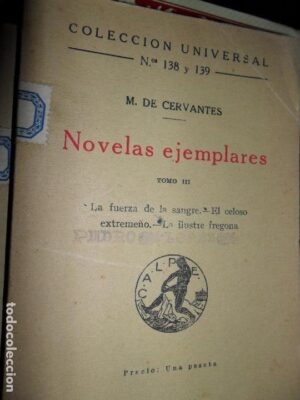 COLECCION UNIVERSAL
N.os 138 y 139
M. DE CERVANTES
Novelas ejemplares
TOMO III
La fuerza de la sangre.—El celoso
extremeño.—La ilustre fregona
PEDRO
CALPE
Precio: Una peseta
todocoleccion